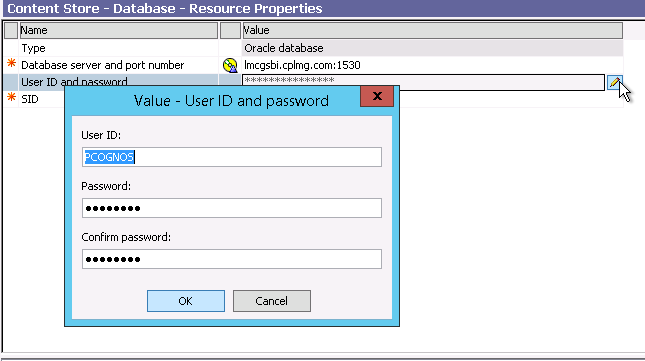 Content Store - Database - Resource Properties
Name Value
Type Oracle database
* Database server and port number lmcgsbi.cplmg.com:1530
User ID and password ***************
* SID
Value - User ID and password
x
User ID:
PCOGNOS
Password:
●●●●●●●●
Confirm password:
●●●●●●●●
OK Cancel